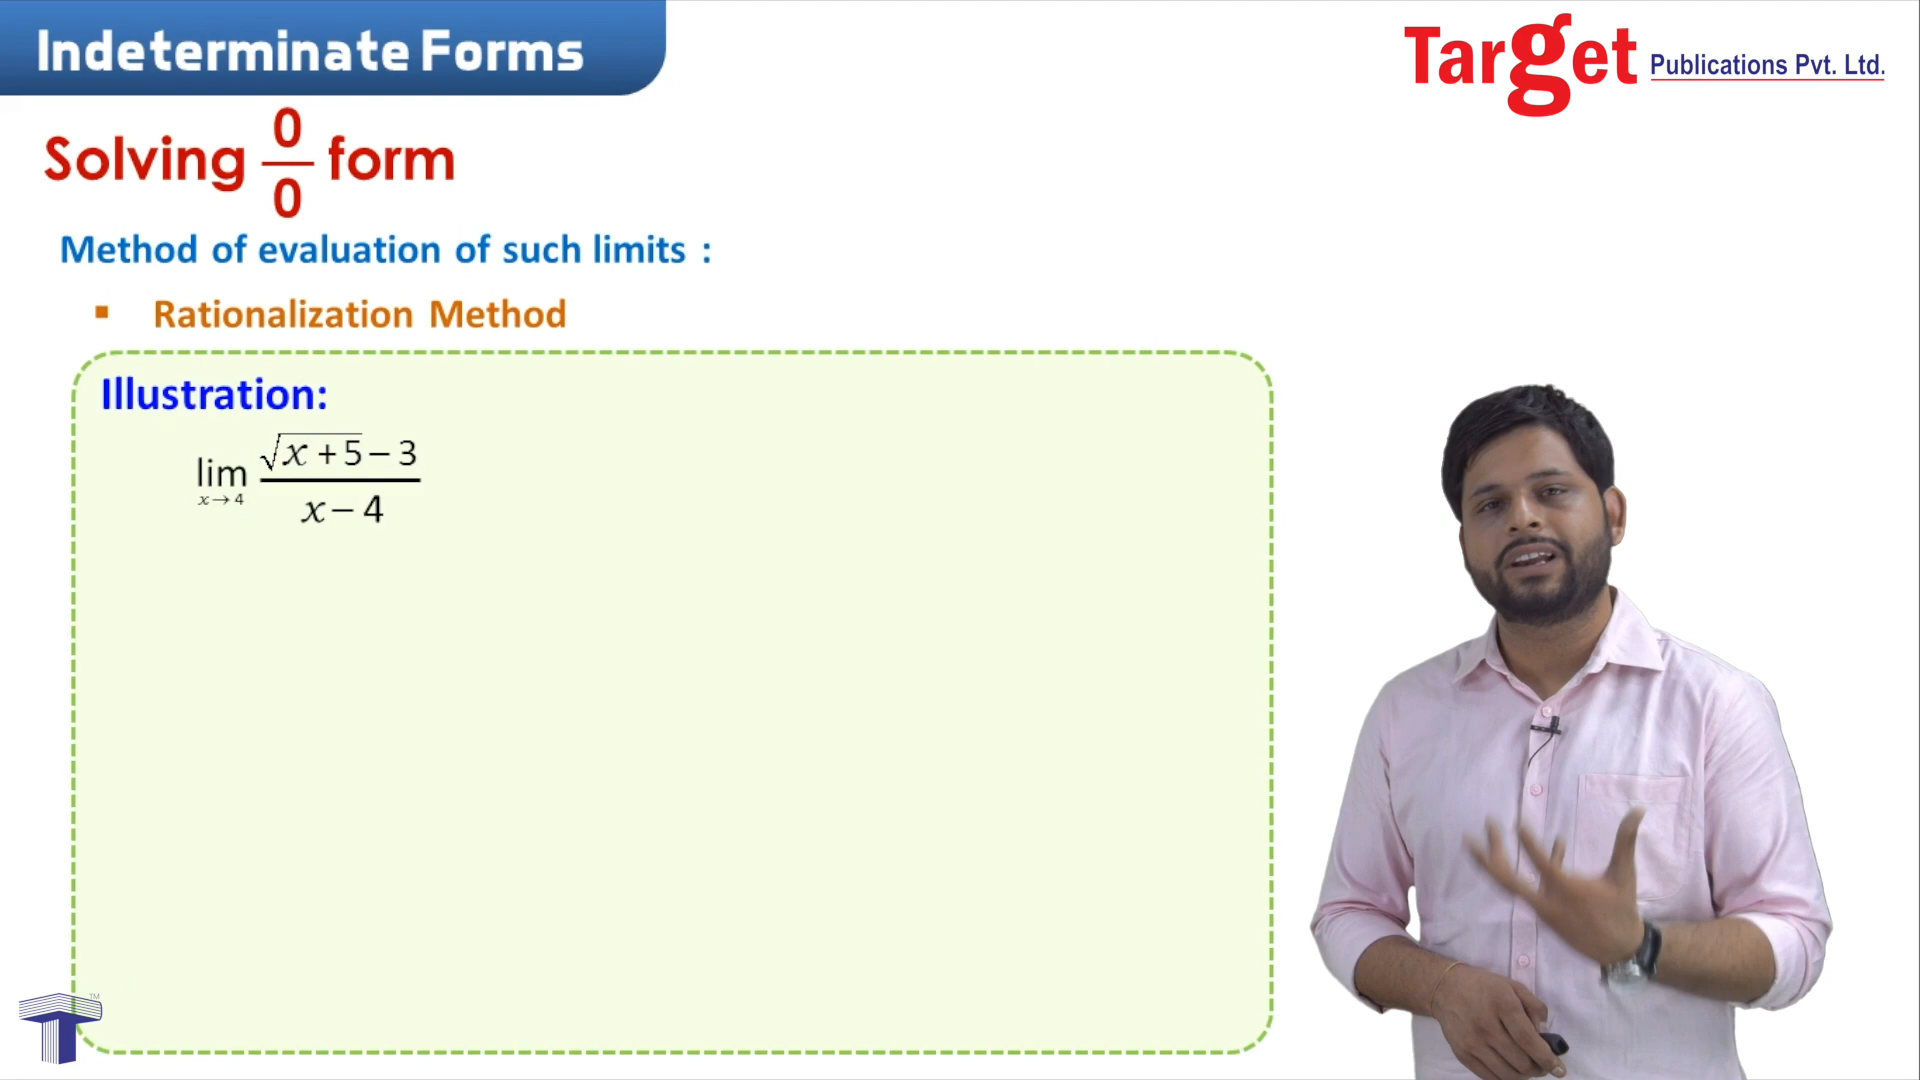 Indeterminate Forms
Target Publications Pvt. Ltd.
Solving 0/0 form
Method of evaluation of such limits :
▪ Rationalization Method
Illustration:
lim x→4 (√(x+5) − 3)/(x − 4)
T™